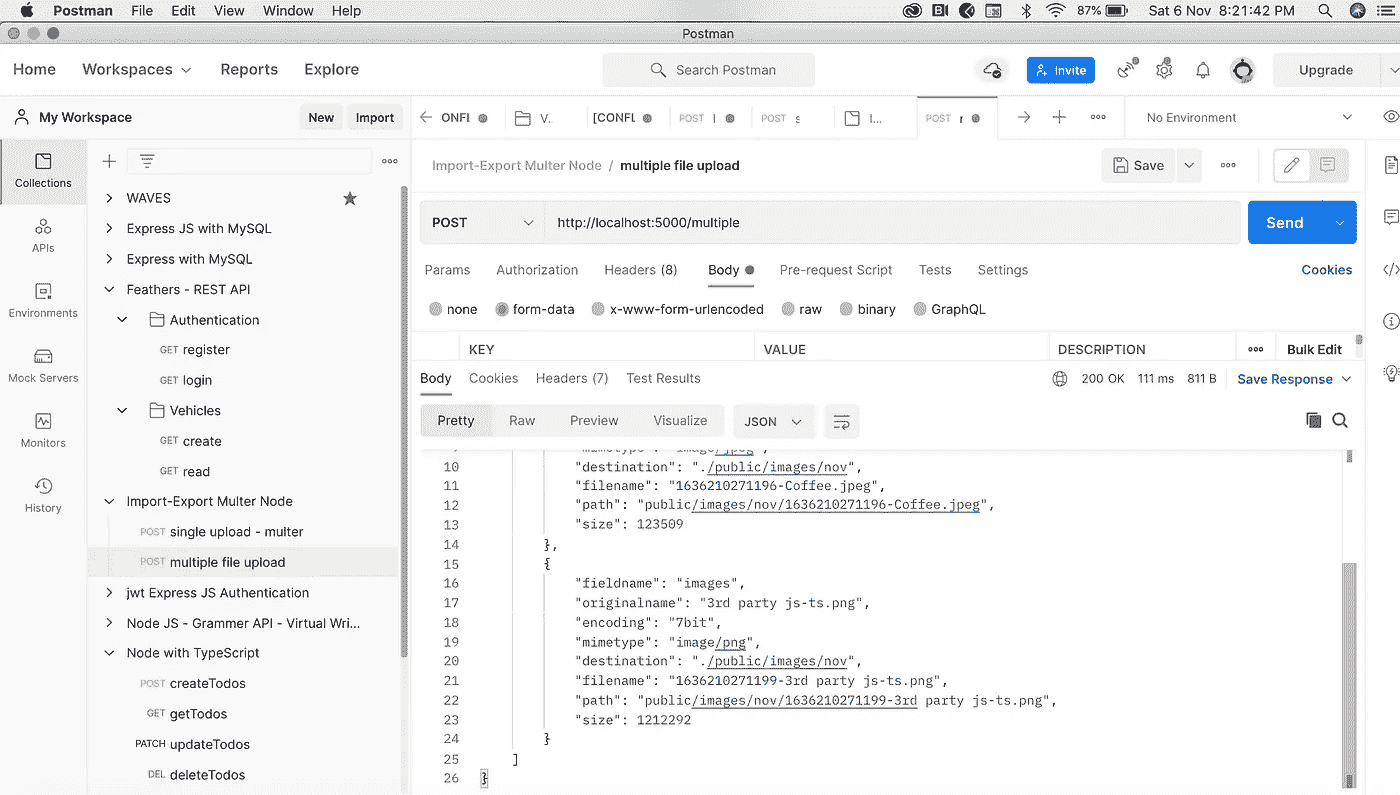 Postman File Edit View Window Help 87% Sat 6 Nov 8:21:42 PM
Postman
Home Workspaces Reports Explore Search Postman Invite Upgrade
My Workspace New Import
ONFL V. [CONFL POST I POST s I... POST r No Environment
Import-Export Multer Node / multiple file upload Save
POST http://localhost:5000/multiple Send
Params Authorization Headers (8) Body Pre-request Script Tests Settings Cookies
none form-data x-www-form-urlencoded raw binary GraphQL
KEY VALUE DESCRIPTION Bulk Edit
Body Cookies Headers (7) Test Results 200 OK 111 ms 811 B Save Response
Pretty Raw Preview Visualize JSON
Collections
APIs
Environments
Mock Servers
Monitors
History
WAVES
Express JS with MySQL
Express with MySQL
Feathers - REST API
Authentication
GET register
GET login
Vehicles
GET create
GET read
Import-Export Multer Node
POST single upload - multer
POST multiple file upload
jwt Express JS Authentication
Node JS - Grammer API - Virtual Wri...
Node with TypeScript
POST createTodos
GET getTodos
PATCH updateTodos
DEL deleteTodos
9 "mimetype": "image/jpeg",
10 "destination": "./public/images/nov",
11 "filename": "1636210271196-Coffee.jpeg",
12 "path": "public/images/nov/1636210271196-Coffee.jpeg",
13 "size": 123509
14 },
15 {
16 "fieldname": "images",
17 "originalname": "3rd party js-ts.png",
18 "encoding": "7bit",
19 "mimetype": "image/png",
20 "destination": "./public/images/nov",
21 "filename": "1636210271199-3rd party js-ts.png",
22 "path": "public/images/nov/1636210271199-3rd party js-ts.png",
23 "size": 1212292
24 }
25 ]
26 }